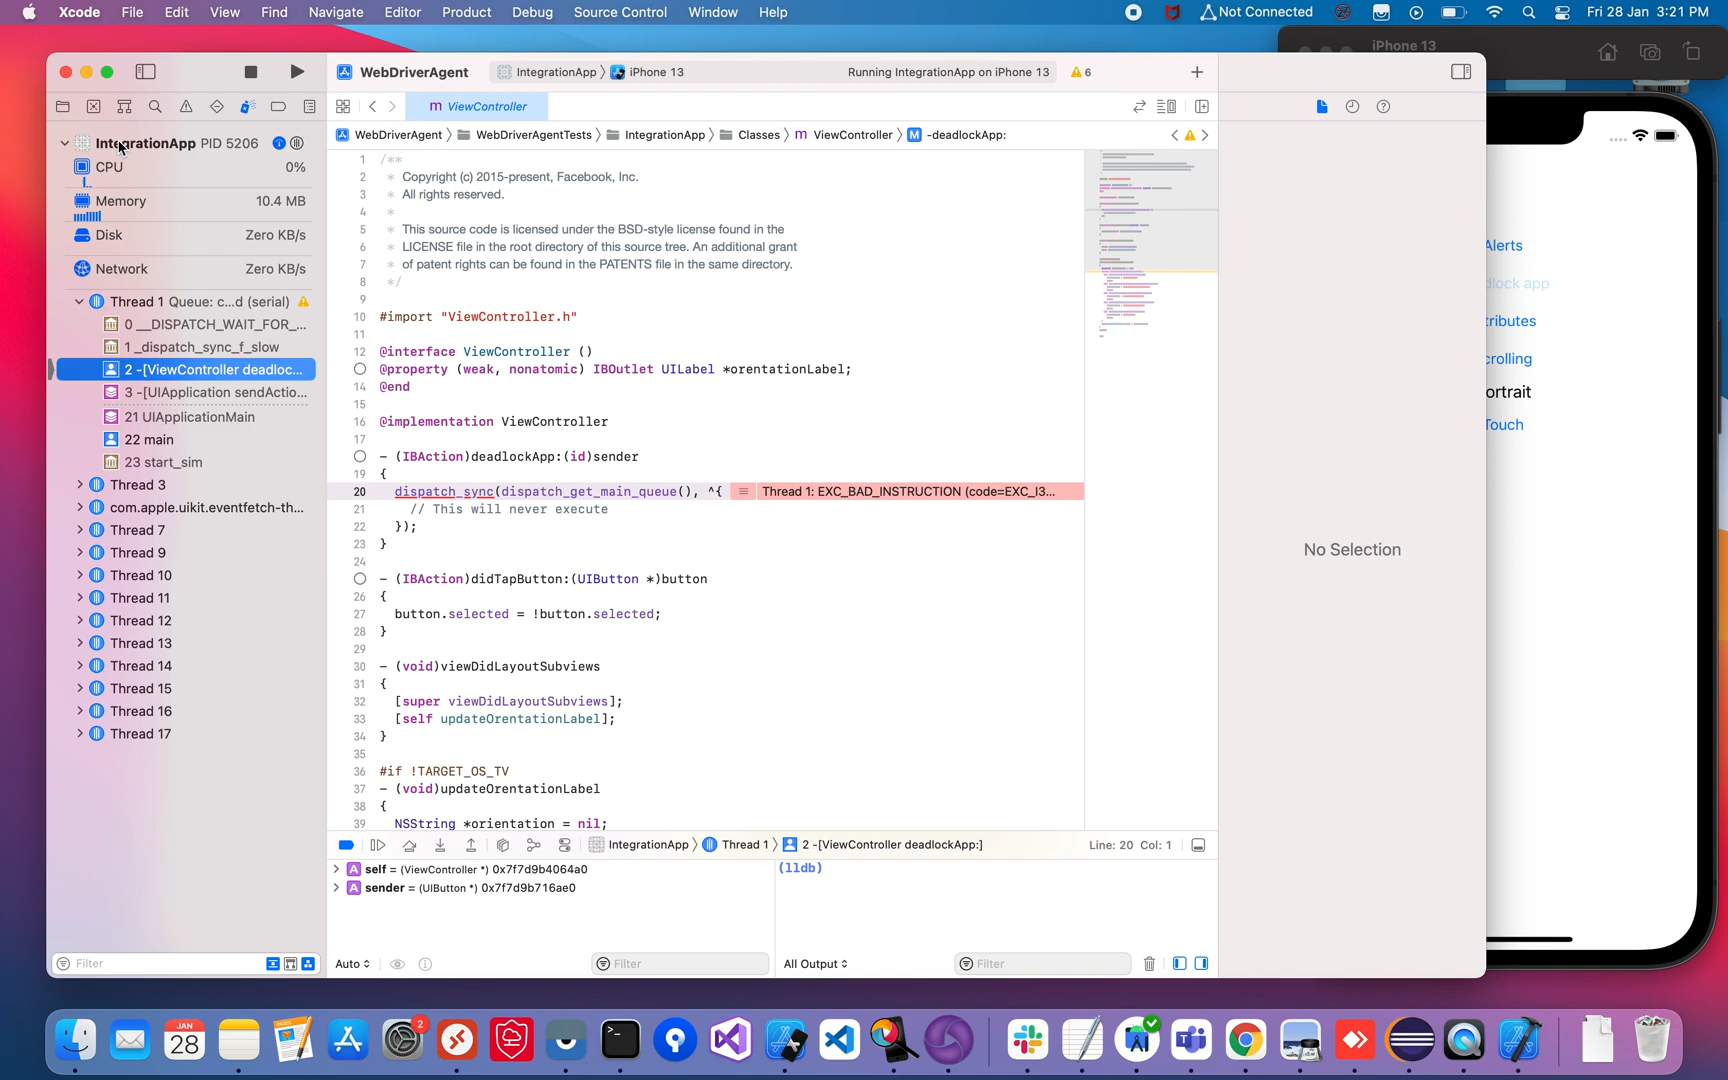 Xcode File Edit View Find Navigate Editor Product Debug Source Control Window Help Not Connected Fri 28 Jan 3:21 PM
iPhone 13
WebDriverAgent IntegrationApp iPhone 13 Running IntegrationApp on iPhone 13 6
m ViewController
WebDriverAgent WebDriverAgentTests IntegrationApp Classes m ViewController M -deadlockApp:
IntegrationApp PID 5206
CPU 0%
Memory 10.4 MB
Disk Zero KB/s
Network Zero KB/s
Thread 1 Queue: c...d (serial)
0 __DISPATCH_WAIT_FOR_...
1 _dispatch_sync_f_slow
2 -[ViewController deadloc...
3 -[UIApplication sendActio...
21 UIApplicationMain
22 main
23 start_sim
Thread 3
com.apple.uikit.eventfetch-th...
Thread 7
Thread 9
Thread 10
Thread 11
Thread 12
Thread 13
Thread 14
Thread 15
Thread 16
Thread 17
Filter
1 /**
2 * Copyright (c) 2015-present, Facebook, Inc.
3 * All rights reserved.
4 *
5 * This source code is licensed under the BSD-style license found in the
6 * LICENSE file in the root directory of this source tree. An additional grant
7 * of patent rights can be found in the PATENTS file in the same directory.
8 */
9
10 #import "ViewController.h"
11
12 @interface ViewController ()
@property (weak, nonatomic) IBOutlet UILabel *orentationLabel;
14 @end
15
16 @implementation ViewController
17
- (IBAction)deadlockApp:(id)sender
19 {
20 dispatch_sync(dispatch_get_main_queue(), ^{ Thread 1: EXC_BAD_INSTRUCTION (code=EXC_I3...
21 // This will never execute
22 });
23 }
24
- (IBAction)didTapButton:(UIButton *)button
26 {
27 button.selected = !button.selected;
28 }
29
30 - (void)viewDidLayoutSubviews
31 {
32 [super viewDidLayoutSubviews];
33 [self updateOrentationLabel];
34 }
35
36 #if !TARGET_OS_TV
37 - (void)updateOrentationLabel
38 {
39 NSString *orientation = nil;
IntegrationApp Thread 1 2 -[ViewController deadlockApp:] Line: 20 Col: 1
A self = (ViewController *) 0x7f7d9b4064a0
A sender = (UIButton *) 0x7f7d9b716ae0
(lldb)
Auto Filter All Output Filter
No Selection
Alerts
dlock app
tributes
crolling
ortrait
Touch
JAN
28
2